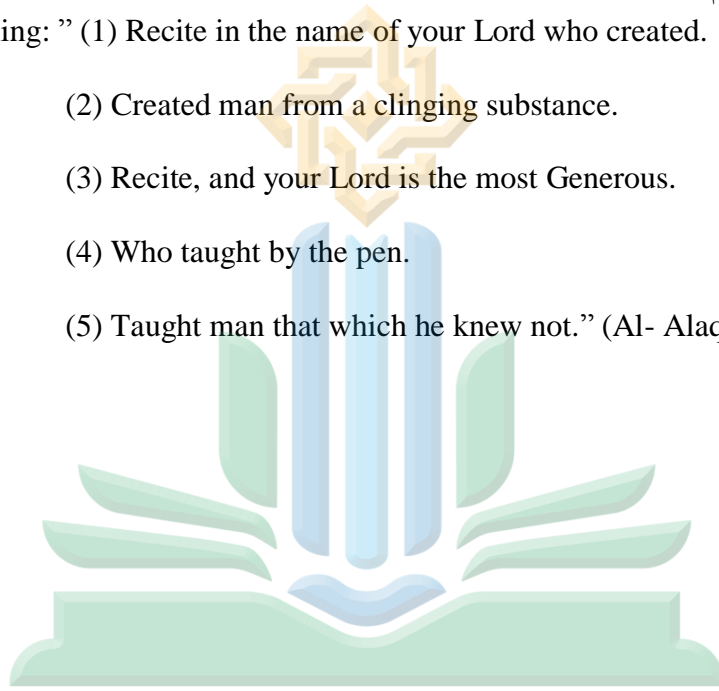 ing: ” (1) Recite in the name of your Lord who created.
(2) Created man from a clinging substance.
(3) Recite, and your Lord is the most Generous.
(4) Who taught by the pen.
(5) Taught man that which he knew not.” (Al- Alaq